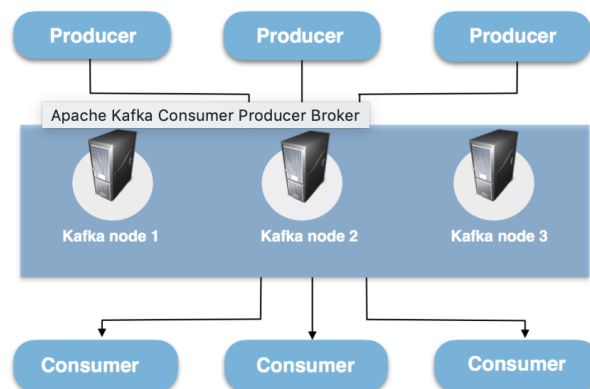 Producer
Producer
Producer
Apache Kafka Consumer Producer Broker
Kafka node 1
Kafka node 2
Kafka node 3
Consumer
Consumer
Consumer